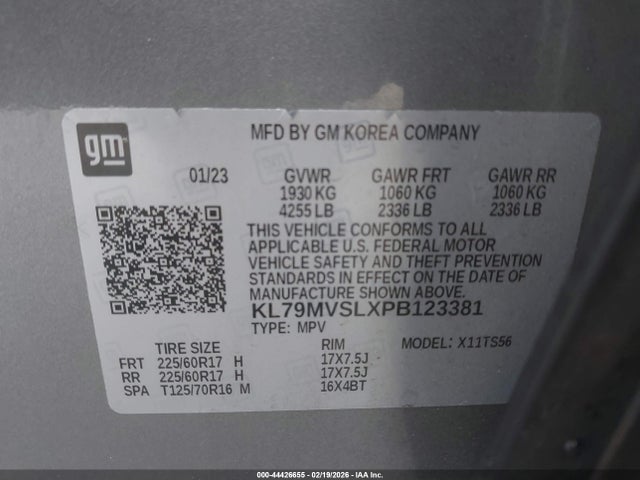 gm
MFD BY GM KOREA COMPANY
01/23 GVWR GAWR FRT GAWR RR
1930 KG 1060 KG 1060 KG
4255 LB 2336 LB 2336 LB
THIS VEHICLE CONFORMS TO ALL
APPLICABLE U.S. FEDERAL MOTOR
VEHICLE SAFETY AND THEFT PREVENTION
STANDARDS IN EFFECT ON THE DATE OF
MANUFACTURE SHOWN ABOVE.
KL79MVSLXPB123381
TYPE: MPV MODEL: X11TS56
TIRE SIZE RIM
FRT 225/60R17 H 17X7.5J
RR 225/60R17 H 17X7.5J
SPA T125/70R16 M 16X4BT
000-44426655 - 02/19/2026 - IAA Inc.